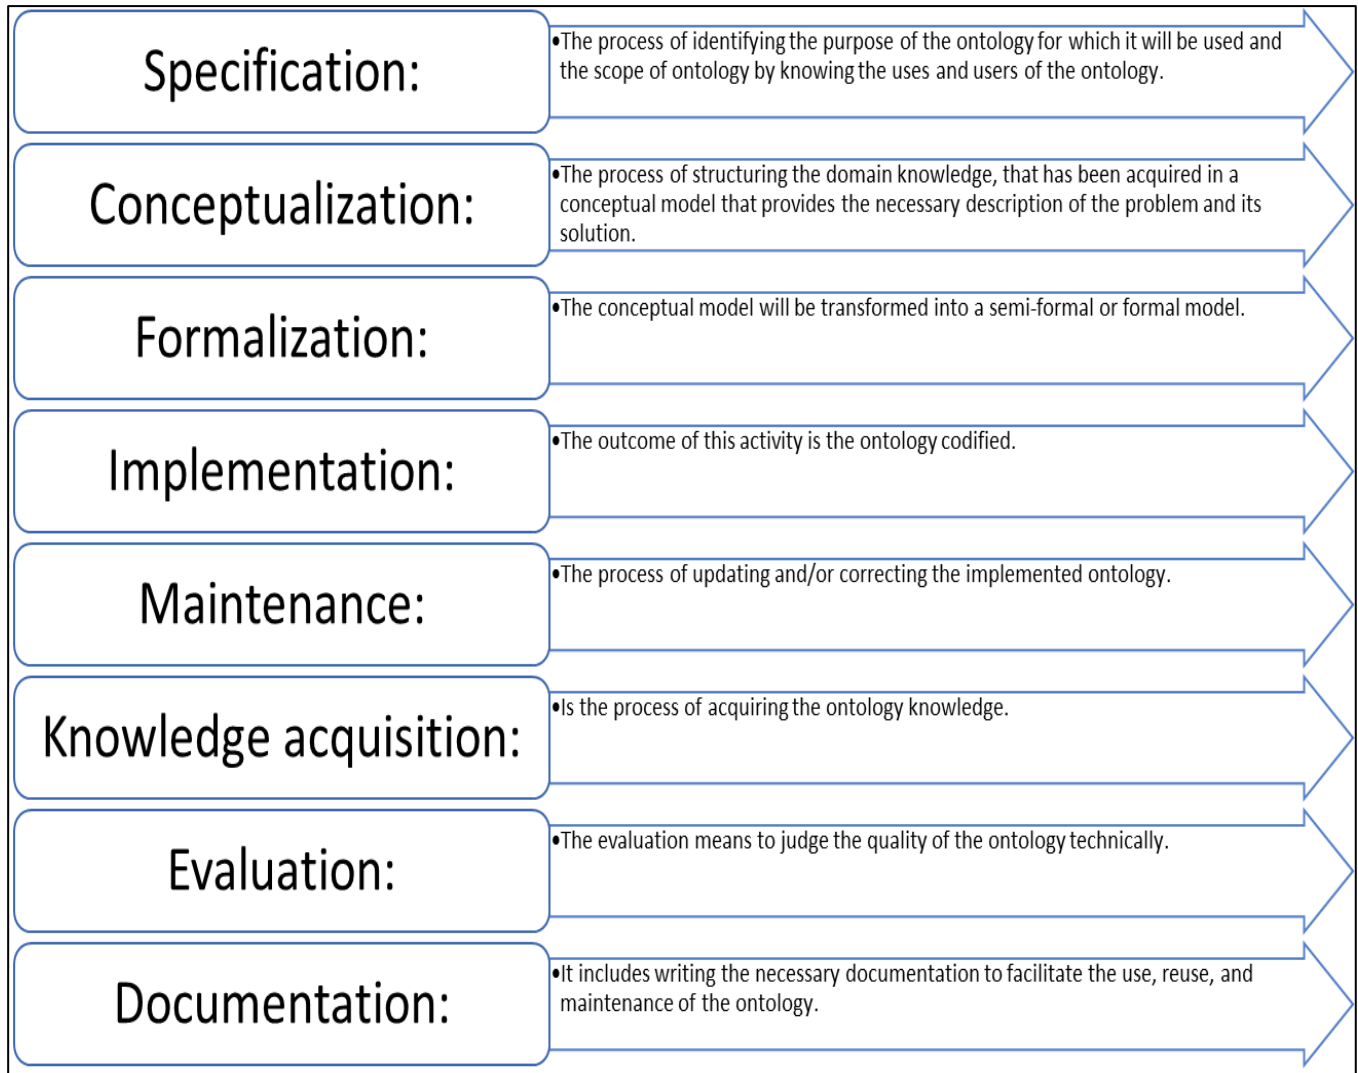 Specification:
•The process of identifying the purpose of the ontology for which it will be used and
the scope of ontology by knowing the uses and users of the ontology.
Conceptualization:
•The process of structuring the domain knowledge, that has been acquired in a
conceptual model that provides the necessary description of the problem and its
solution.
Formalization:
•The conceptual model will be transformed into a semi-formal or formal model.
Implementation:
•The outcome of this activity is the ontology codified.
Maintenance:
•The process of updating and/or correcting the implemented ontology.
Knowledge acquisition:
•Is the process of acquiring the ontology knowledge.
Evaluation:
•The evaluation means to judge the quality of the ontology technically.
Documentation:
•It includes writing the necessary documentation to facilitate the use, reuse, and
maintenance of the ontology.